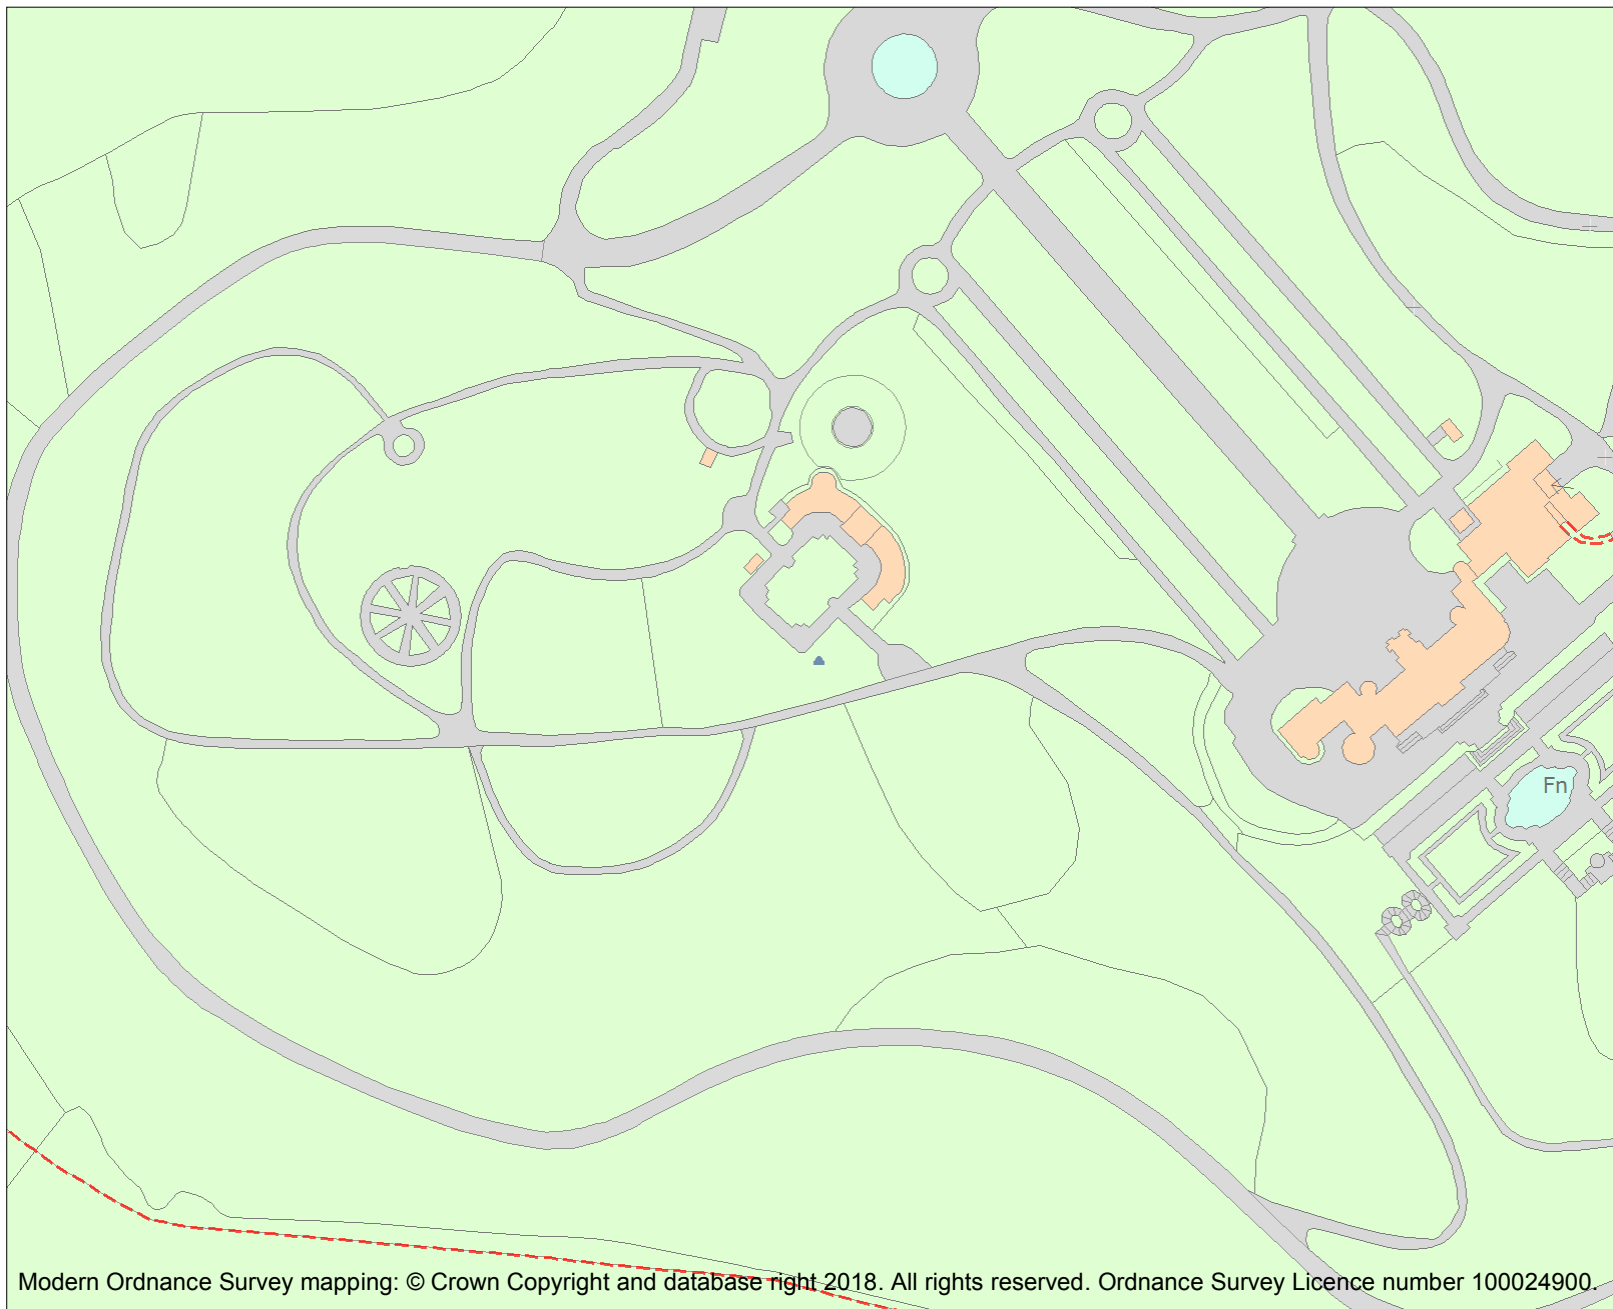 Fn
Modern Ordnance Survey mapping: © Crown Copyright and database right 2018. All rights reserved. Ordnance Survey Licence number 100024900.